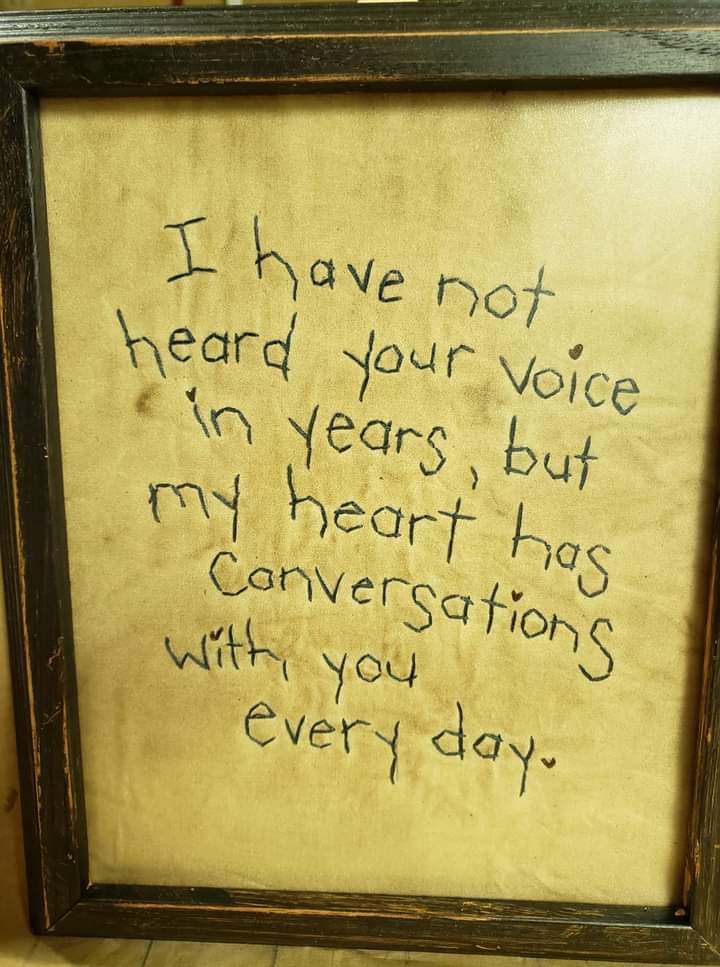 I have not
heard your voice
in years, but
my heart has
Conversations
with you
every day.